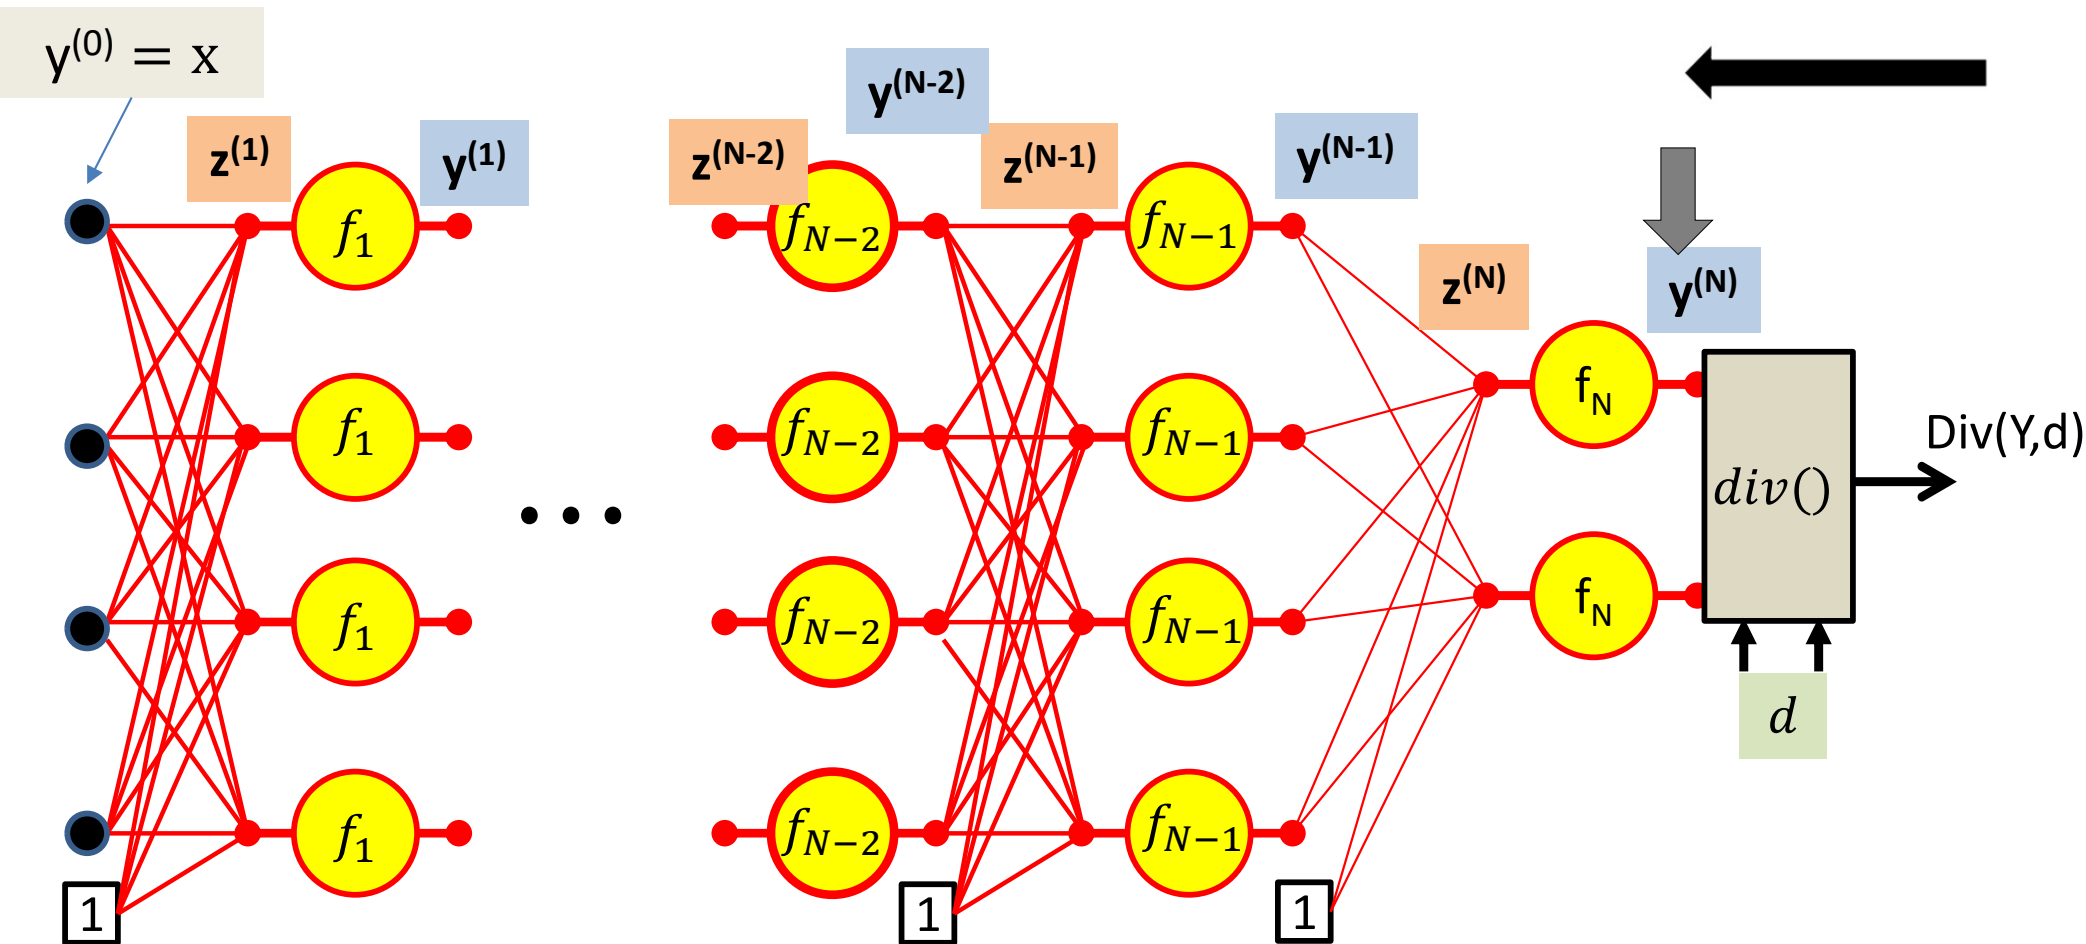 y(0) = x
z(1)
y(1)
z(N-2)
y(N-2)
z(N-1)
y(N-1)
z(N)
y(N)
f1
fN−2
fN−1
f1
fN−2
fN−1
fN
Div(Y,d)
div()
...
f1
fN−2
fN−1
fN
d
f1
fN−2
fN−1
1
1
1